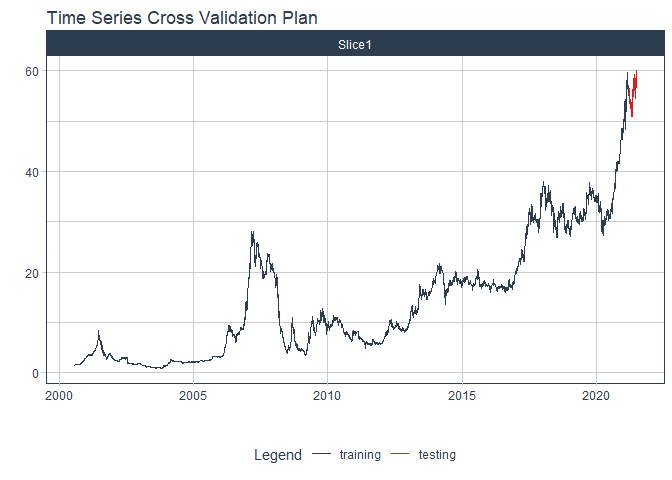 Time Series Cross Validation Plan
Slice1
60
40
20
0
2000 2005 2010 2015 2020
Legend training testing